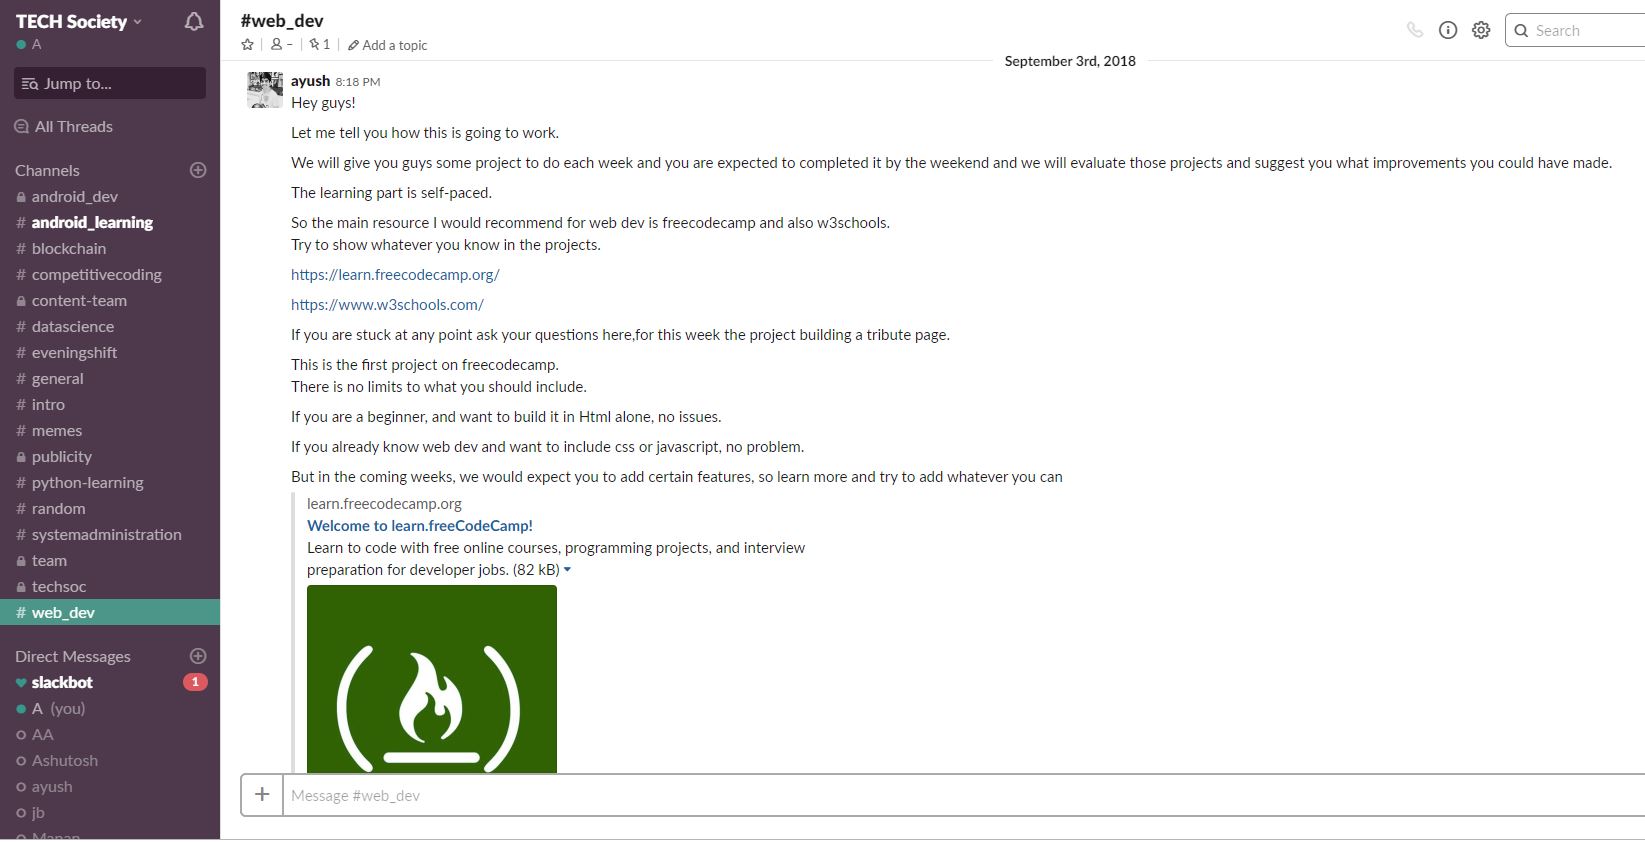 TECH Society
A
Jump to...
All Threads
Channels
android_dev
# android_learning
# blockchain
# competitivecoding
content-team
# datascience
# eveningshift
# general
# intro
# memes
publicity
# python-learning
# random
# systemadministration
team
techsoc
# web_dev
Direct Messages
slackbot 1
A (you)
AA
Ashutosh
ayush
jb
Manan
#web_dev
– 1 Add a topic
Search
September 3rd, 2018
ayush 8:18 PM
Hey guys!
Let me tell you how this is going to work.
We will give you guys some project to do each week and you are expected to completed it by the weekend and we will evaluate those projects and suggest you what improvements you could have made.
The learning part is self-paced.
So the main resource I would recommend for web dev is freecodecamp and also w3schools.
Try to show whatever you know in the projects.
https://learn.freecodecamp.org/
https://www.w3schools.com/
If you are stuck at any point ask your questions here,for this week the project building a tribute page.
This is the first project on freecodecamp.
There is no limits to what you should include.
If you are a beginner, and want to build it in Html alone, no issues.
If you already know web dev and want to include css or javascript, no problem.
But in the coming weeks, we would expect you to add certain features, so learn more and try to add whatever you can
learn.freecodecamp.org
Welcome to learn.freeCodeCamp!
Learn to code with free online courses, programming projects, and interview
preparation for developer jobs. (82 kB)
+ Message #web_dev